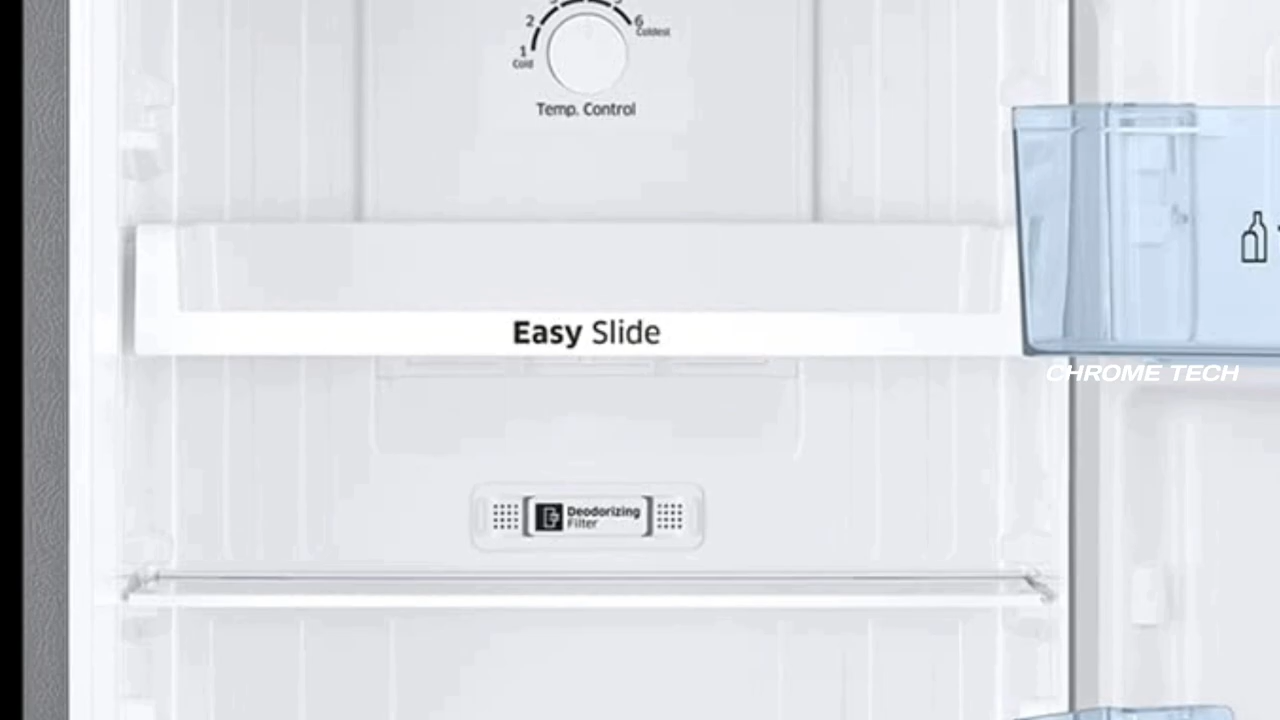 2
6
Coldest
1
Cold
Temp. Control
Easy Slide
CHROME TECH
Deodorizing
Filter